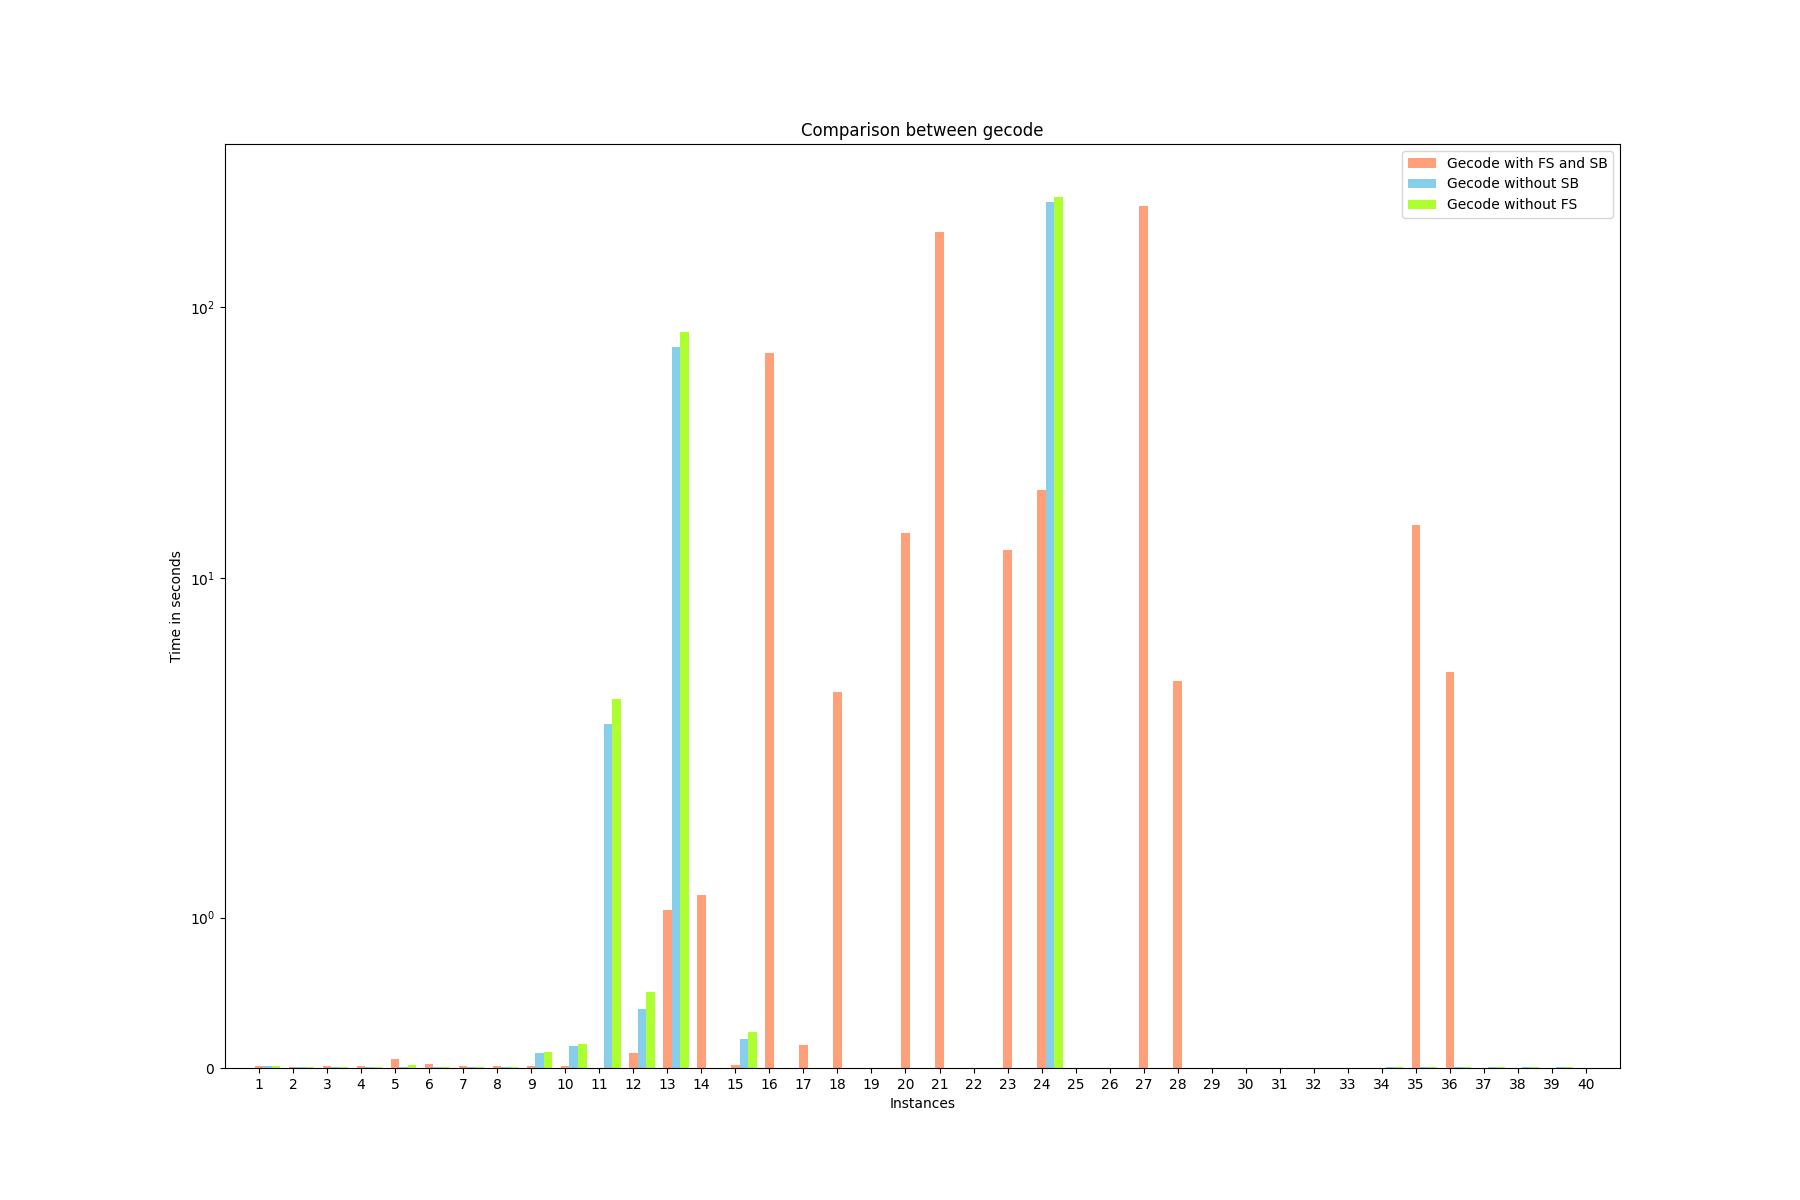 Comparison between gecode
Gecode with FS and SB
Gecode without SB
Gecode without FS
Time in seconds
10²
10¹
10⁰
0
1 2 3 4 5 6 7 8 9 10 11 12 13 14 15 16 17 18 19 20 21 22 23 24 25 26 27 28 29 30 31 32 33 34 35 36 37 38 39 40
Instances